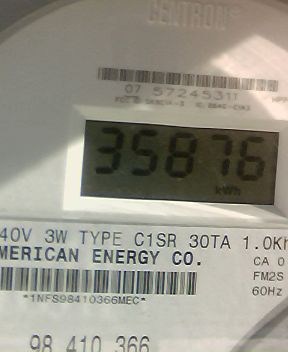 CENTRON®
07 57245311
35876
kWh
40V 3W TYPE C1SR 30TA 1.0Kh
MERICAN ENERGY CO.
CA 0
FM2S
60Hz
*1NFS98410366MEC*
98 410 366